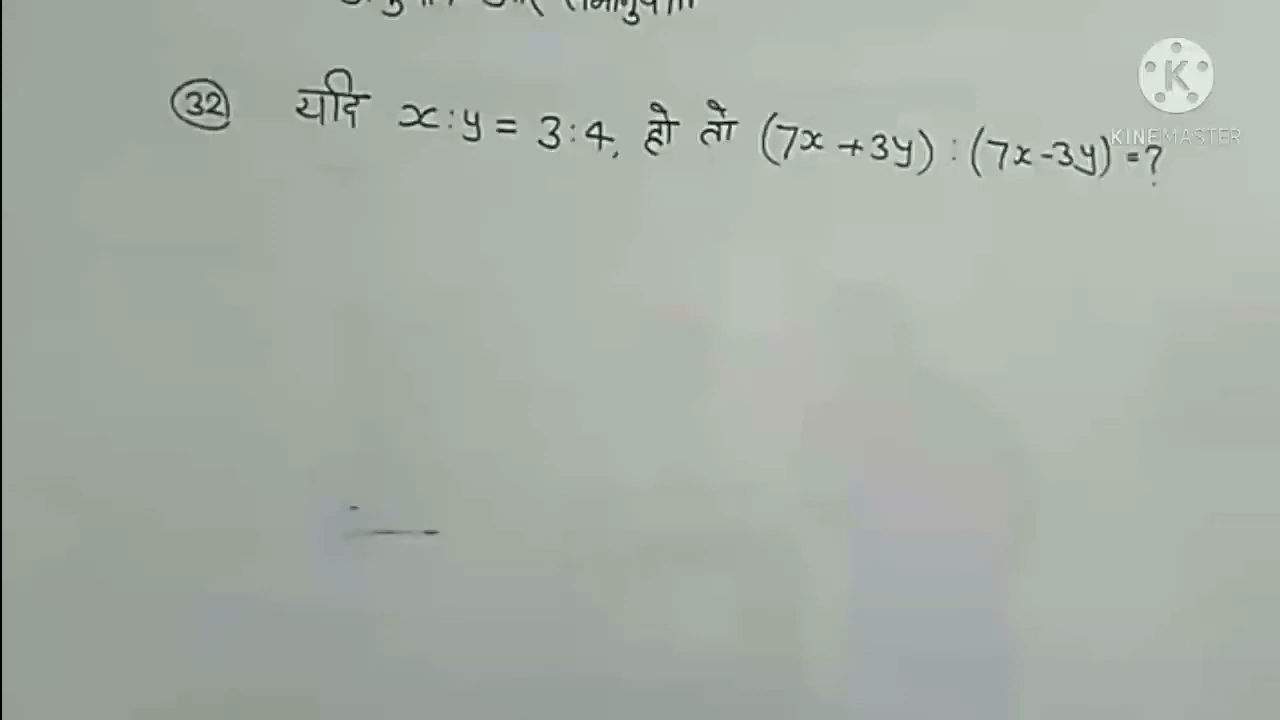 (32) यदि x:y = 3:4, हो तो (7x+3y) : (7x-3y) = ?
K
KINEMASTER